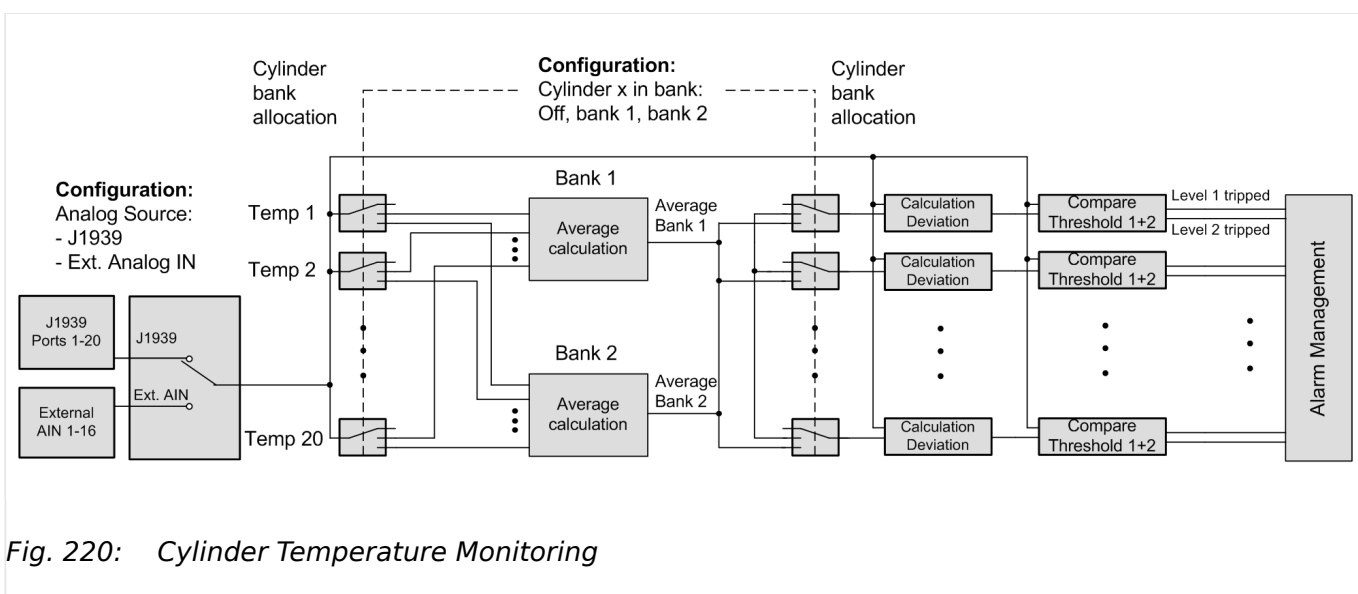 Cylinder
bank
allocation
Configuration:
Cylinder x in bank:
Off, bank 1, bank 2
Cylinder
bank
allocation
Configuration:
Analog Source:
- J1939
- Ext. Analog IN
J1939
Ports 1-20
External
AIN 1-16
J1939
Ext. AIN
Temp 1
Temp 2
Temp 20
Bank 1
Average
calculation
Average
Bank 1
Bank 2
Average
calculation
Average
Bank 2
Calculation
Deviation
Compare
Threshold 1+2
Level 1 tripped
Level 2 tripped
Calculation
Deviation
Compare
Threshold 1+2
Calculation
Deviation
Compare
Threshold 1+2
Alarm Management
Fig. 220: Cylinder Temperature Monitoring